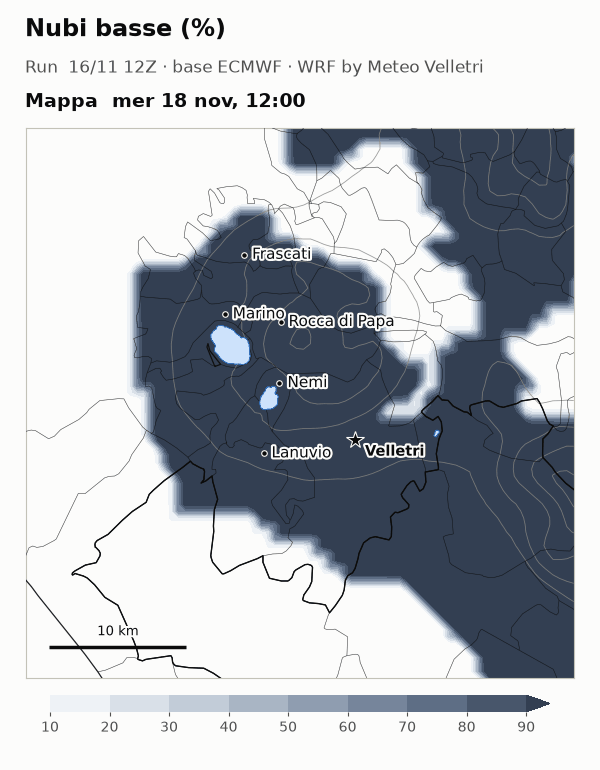 Nubi basse (%)
Run  16/11 12Z · base ECMWF · WRF by Meteo Velletri
Mappa  mer 18 nov, 12:00
Frascati
Marino
Rocca di Papa
Nemi
Velletri
Lanuvio
10 km
10 20 30 40 50 60 70 80 90